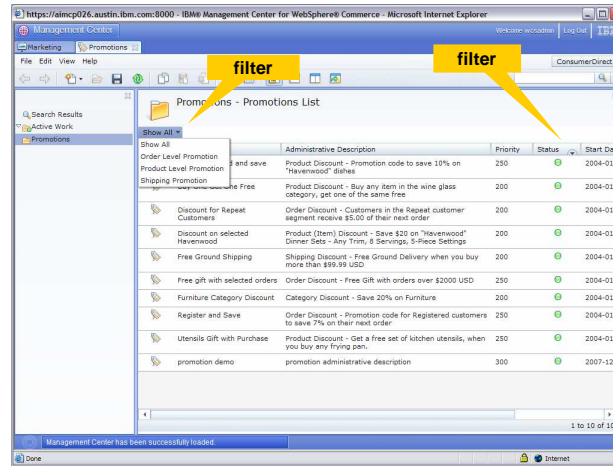 https://aimcp026.austin.ibm.com:8000 - IBM® Management Center for WebSphere® Commerce - Microsoft Internet Explorer
Management Center
Welcome wcsadmin
Log Out
IBM
Marketing
Promotions
File Edit View Help
ConsumerDirect
filter
filter
Promotions - Promotions List
Search Results
Active Work
Promotions
Show All
Show All
Order Level Promotion
Product Level Promotion
Shipping Promotion
Administrative Description Priority Status Start Da
and save Product Discount - Promotion code to save 10% on 250 2004-01
"Havenwood" dishes
Buy One Get One Free Product Discount - Buy any item in the wine glass 200 2004-01
category, get one of the same free
Discount for Repeat Order Discount - Customers in the Repeat customer 200 2004-01
Customers segment receive $5.00 of their next order
Discount on selected Product (Item) Discount - Save $20 on "Havenwood" 200 2004-01
Havenwood Dinner Sets - Any Trim, 8 Servings, 5-Piece Settings
Free Ground Shipping Shipping Discount - Free Ground Delivery when you buy 200 2004-01
more than $99.99 USD
Free gift with selected orders Order Discount - Free Gift with orders over $2000 USD 250 2004-01
Furniture Category Discount Category Discount - Save 20% on Furniture 200 2004-01
Register and Save Order Discount - Promotion code for Registered customers 250 2004-01
to save 7% on their next order
Utensils Gift with Purchase Product Discount - Get a free set of kitchen utensils, when 250 2004-01
you buy any frying pan.
promotion demo promotion administrative description 300 2007-12
1 to 10 of 10
Management Center has been successfully loaded.
Done
Internet